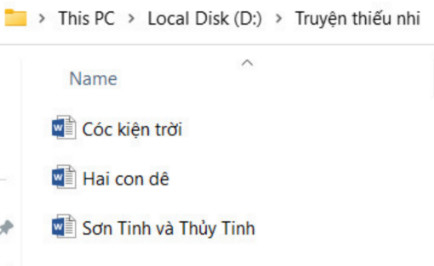 This PC > Local Disk (D:) > Truyện thiếu nhi
Name
Cóc kiện trời
Hai con dê
Sơn Tinh và Thủy Tinh